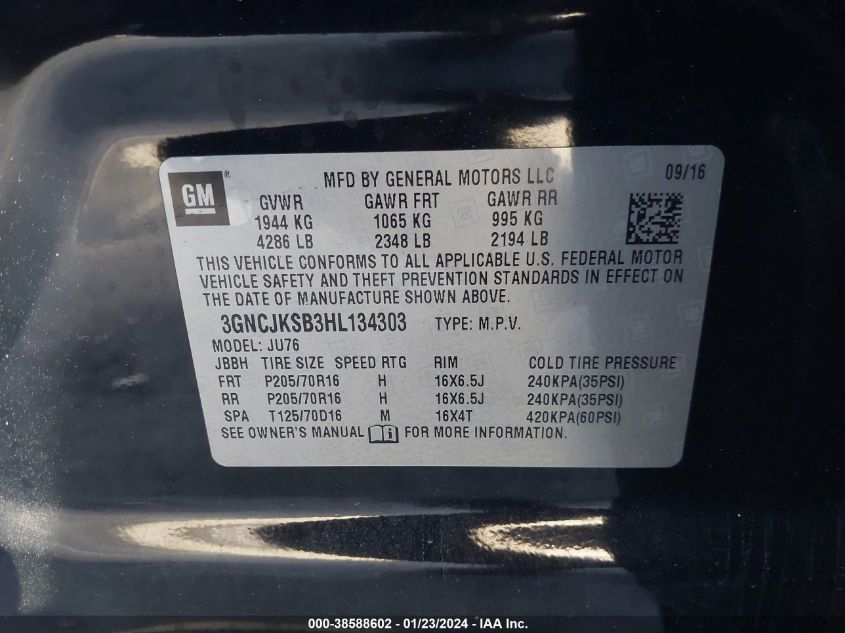 GM ® MFD BY GENERAL MOTORS LLC 09/16
GVWR GAWR FRT GAWR RR
1944 KG 1065 KG 995 KG
4286 LB 2348 LB 2194 LB
THIS VEHICLE CONFORMS TO ALL APPLICABLE U.S. FEDERAL MOTOR
VEHICLE SAFETY AND THEFT PREVENTION STANDARDS IN EFFECT ON
THE DATE OF MANUFACTURE SHOWN ABOVE.
3GNCJKSB3HL134303 TYPE: M.P.V.
MODEL: JU76
JBBH TIRE SIZE SPEED RTG RIM COLD TIRE PRESSURE
FRT P205/70R16 H 16X6.5J 240KPA(35PSI)
RR P205/70R16 H 16X6.5J 240KPA(35PSI)
SPA T125/70D16 M 16X4T 420KPA(60PSI)
SEE OWNER'S MANUAL FOR MORE INFORMATION.
000-38588602 - 01/23/2024 - IAA Inc.